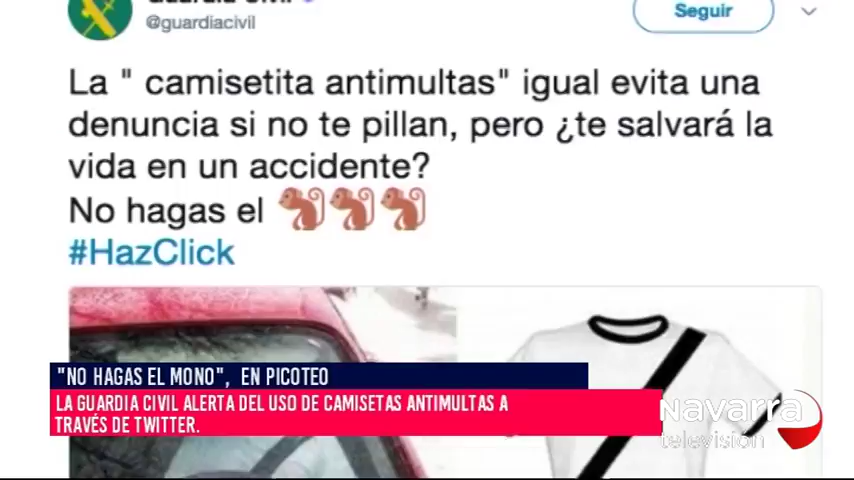 Guardia Civil
@guardiacivil
Seguir
La " camisetita antimultas" igual evita una
denuncia si no te pillan, pero ¿te salvará la
vida en un accidente?
No hagas el
#HazClick
"NO HAGAS EL MONO", EN PICOTEO
LA GUARDIA CIVIL ALERTA DEL USO DE CAMISETAS ANTIMULTAS A
TRAVÉS DE TWITTER.
Navarra
televisión